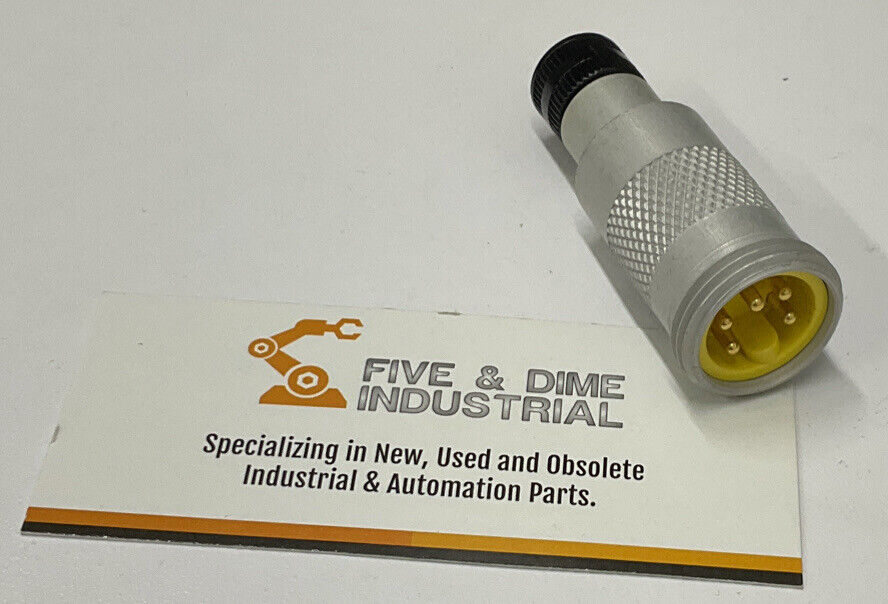 FIVE & DIME
INDUSTRIAL
Specializing in New, Used and Obsolete
Industrial & Automation Parts.